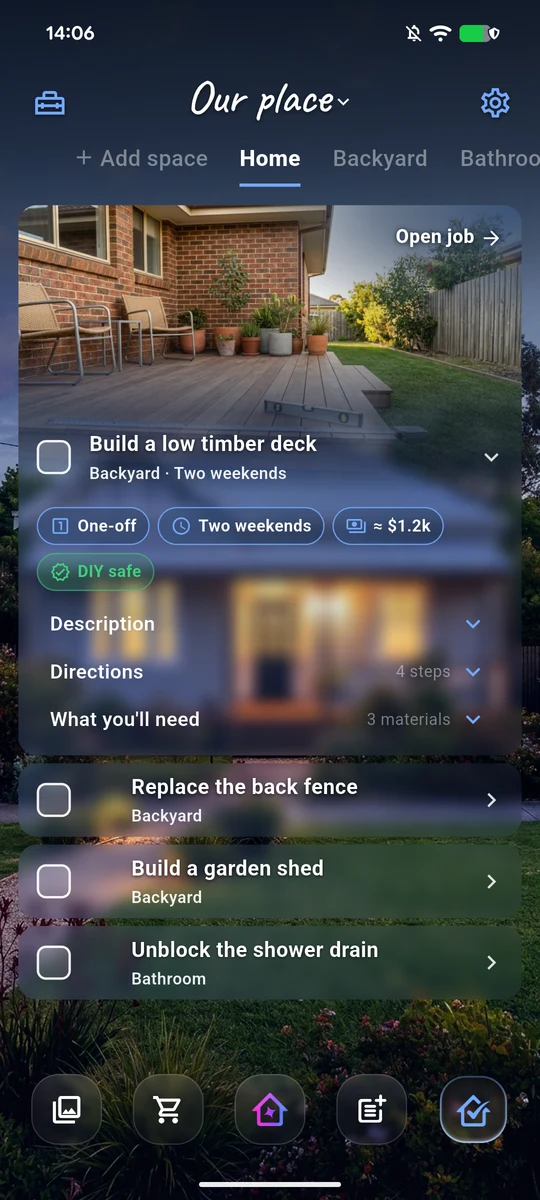 14:06
Our place
+ Add space Home Backyard Bathroo
Open job →
Build a low timber deck
Backyard · Two weekends
1 One-off Two weekends ≈ $1.2k
DIY safe
Description
Directions 4 steps
What you'll need 3 materials
Replace the back fence
Backyard
Build a garden shed
Backyard
Unblock the shower drain
Bathroom